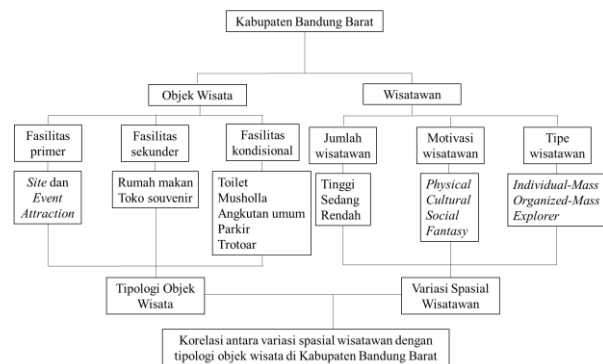 Kabupaten Bandung Barat
Objek Wisata
Wisatawan
Fasilitas
primer
Fasilitas
sekunder
Fasilitas
kondisional
Jumlah
wisatawan
Motivasi
wisatawan
Tipe
wisatawan
Site dan
Event
Attraction
Rumah makan
Toko souvenir
Toilet
Musholla
Angkutan umum
Parkir
Trotoar
Tinggi
Sedang
Rendah
Physical
Cultural
Social
Fantasy
Individual-Mass
Organized-Mass
Explorer
Tipologi Objek
Wisata
Variasi Spasial
Wisatawan
Korelasi antara variasi spasial wisatawan dengan
tipologi objek wisata di Kabupaten Bandung Barat